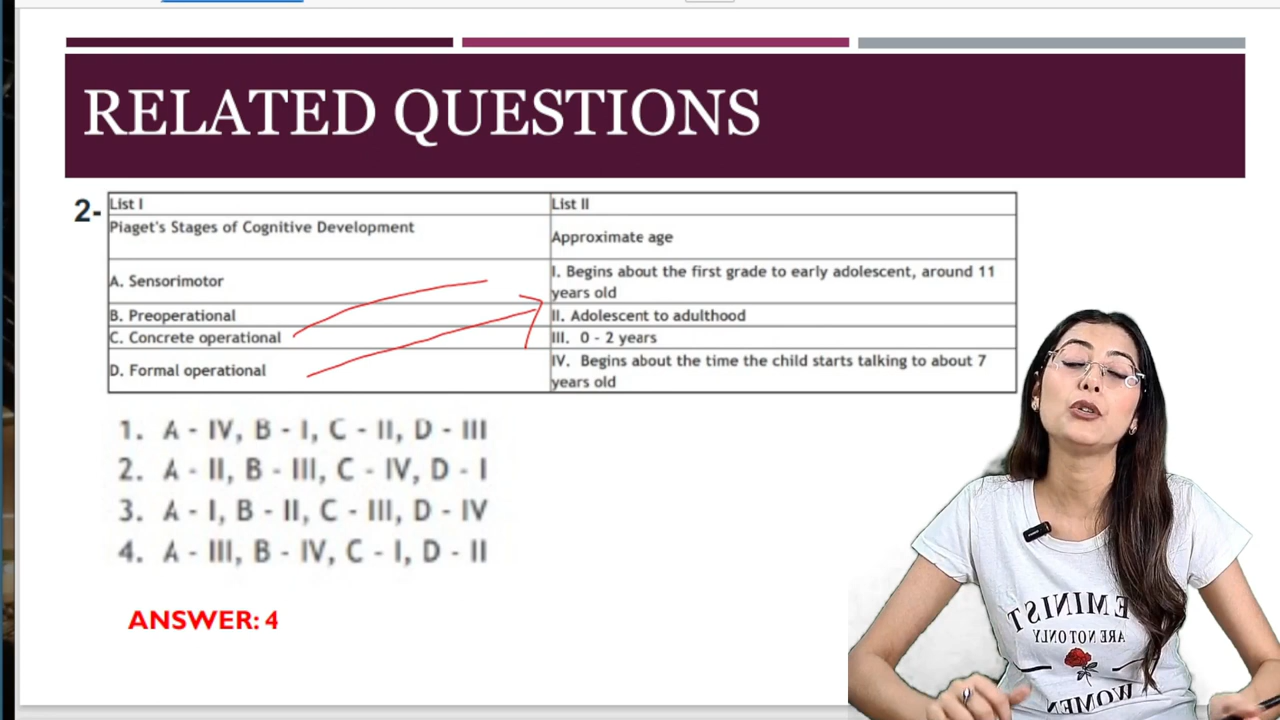 RELATED QUESTIONS
2-
List I
List II
Piaget's Stages of Cognitive Development
Approximate age
A. Sensorimotor
I. Begins about the first grade to early adolescent, around 11
years old
B. Preoperational
II. Adolescent to adulthood
C. Concrete operational
III. 0 - 2 years
D. Formal operational
IV. Begins about the time the child starts talking to about 7
years old
1. A - IV, B - I, C - II, D - III
2. A - II, B - III, C - IV, D - I
3. A - I, B - II, C - III, D - IV
4. A - III, B - IV, C - I, D - II
ANSWER: 4
EMINIST
ARE NOT ONLY
WOMEN